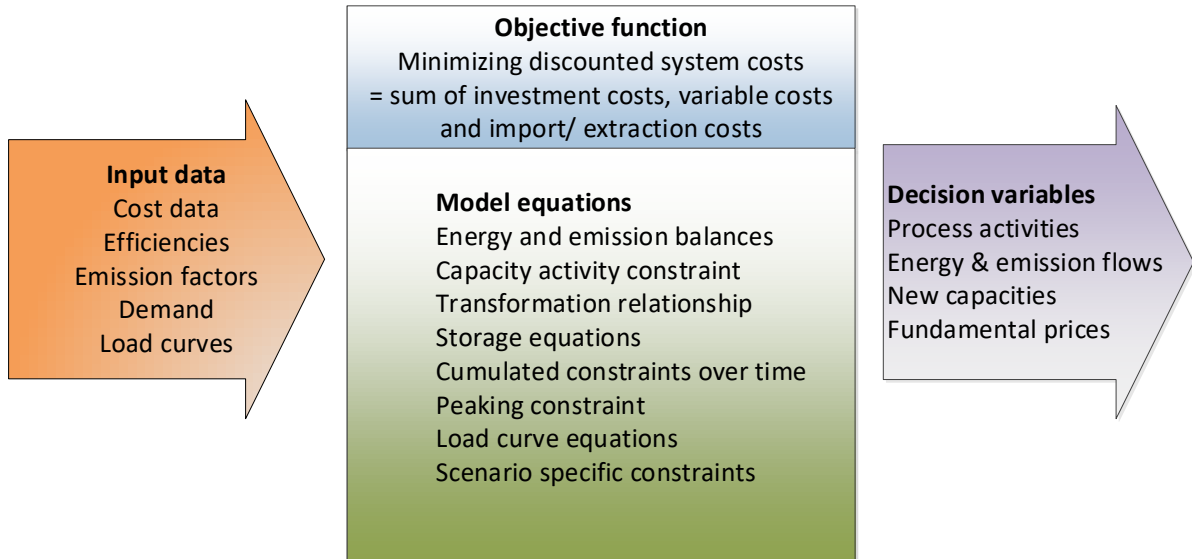 Input data
Cost data
Efficiencies
Emission factors
Demand
Load curves
Objective function
Minimizing discounted system costs
= sum of investment costs, variable costs
and import/ extraction costs
Model equations
Energy and emission balances
Capacity activity constraint
Transformation relationship
Storage equations
Cumulated constraints over time
Peaking constraint
Load curve equations
Scenario specific constraints
Decision variables
Process activities
Energy & emission flows
New capacities
Fundamental prices